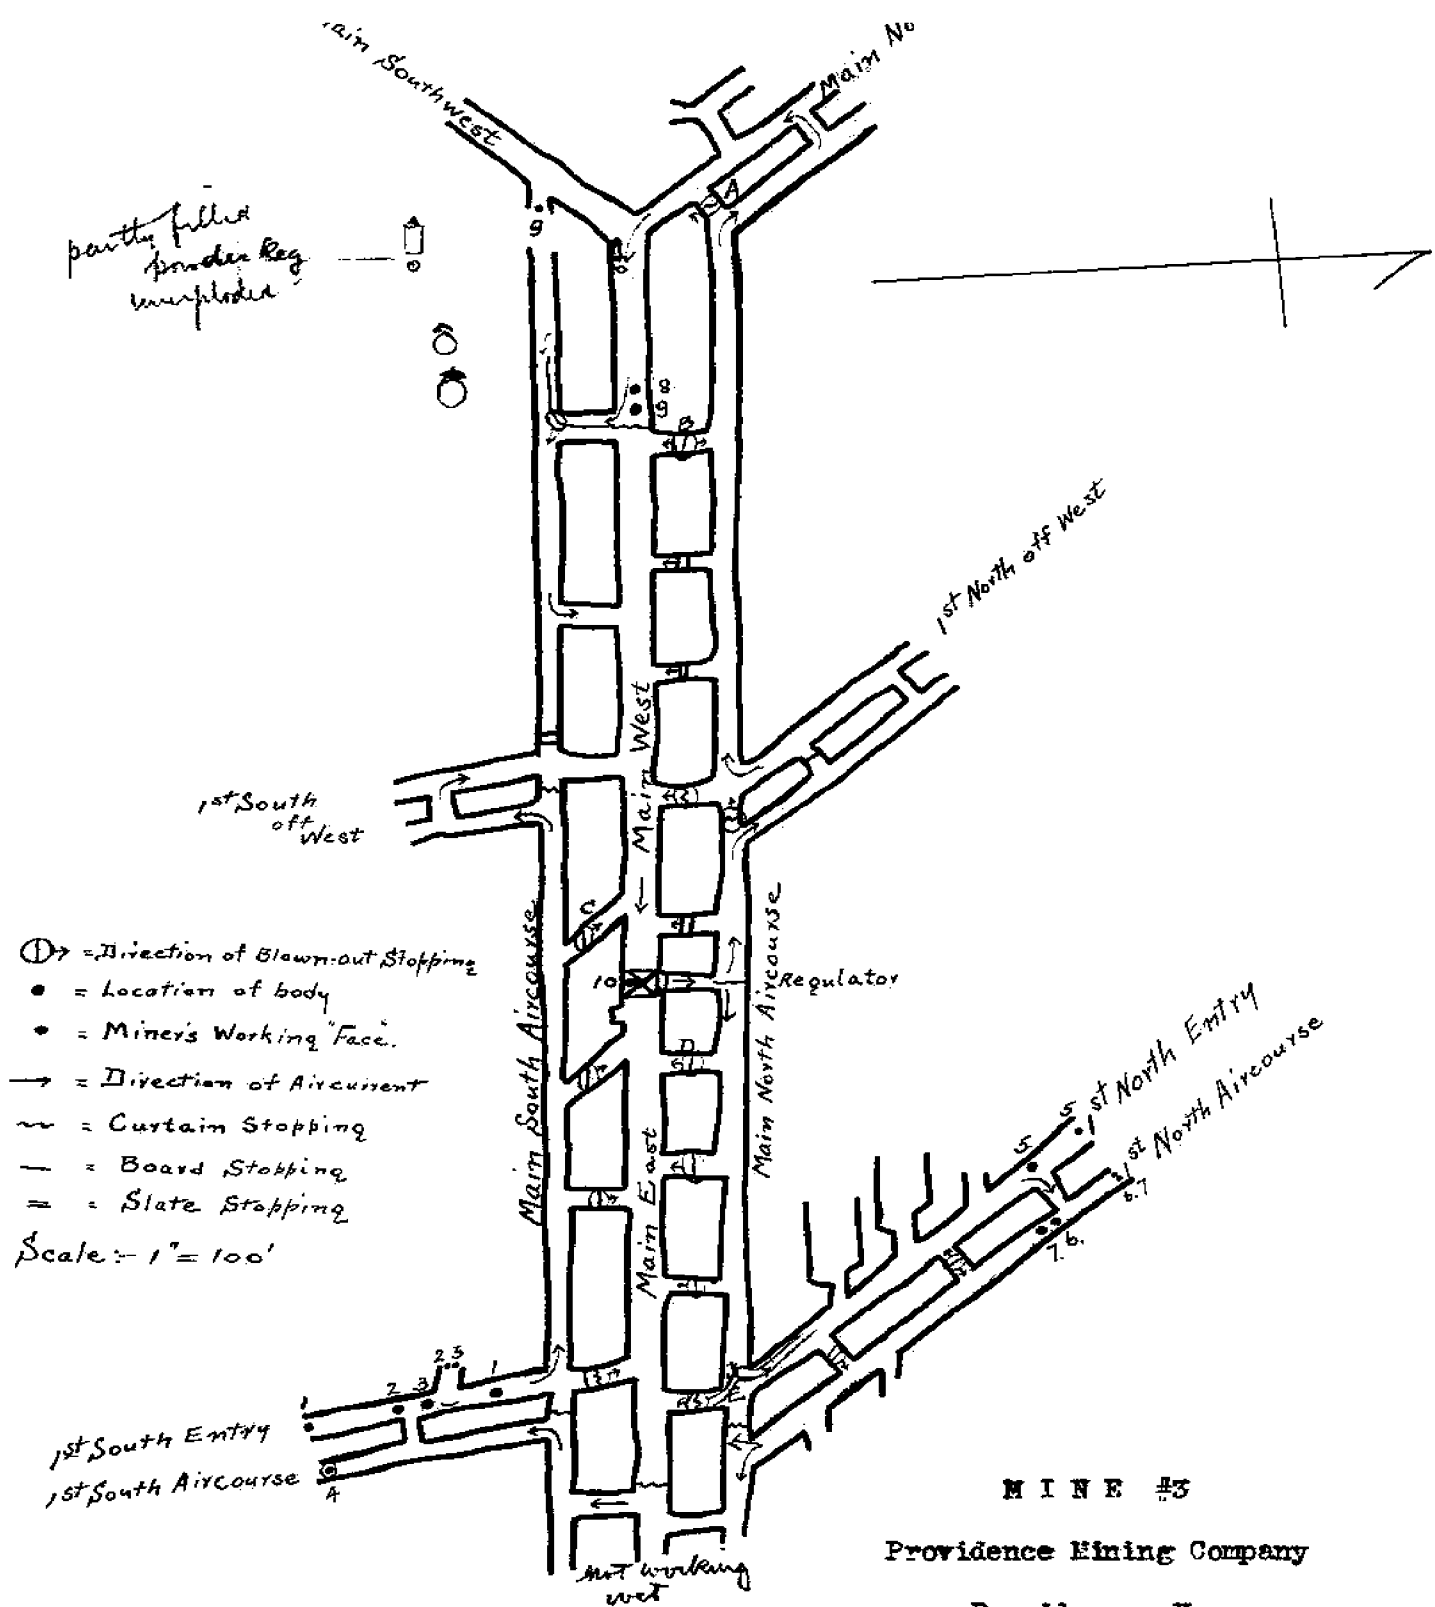 Main No
ain Southwest
partly filled
powder keg
unexploded
A
9
8
9
B
1st North off West
Main West
1st South
off West
C
= Direction of Blown-out Stopping
= Location of body
= Miner's Working "Face".
= Direction of Aircurrent
= Curtain Stopping
= Board Stopping
= Slate Stopping
Scale:- 1" = 100'
10
Regulator
Main South Aircourse
Main North Aircourse
D
Main East
1st North Entry
1st North Aircourse
5
5
6.7
7.6.
E
2 3
1
2
3
1
1st South Entry
1st South Aircourse
4
not working
wet
MINE #3
Providence Mining Company